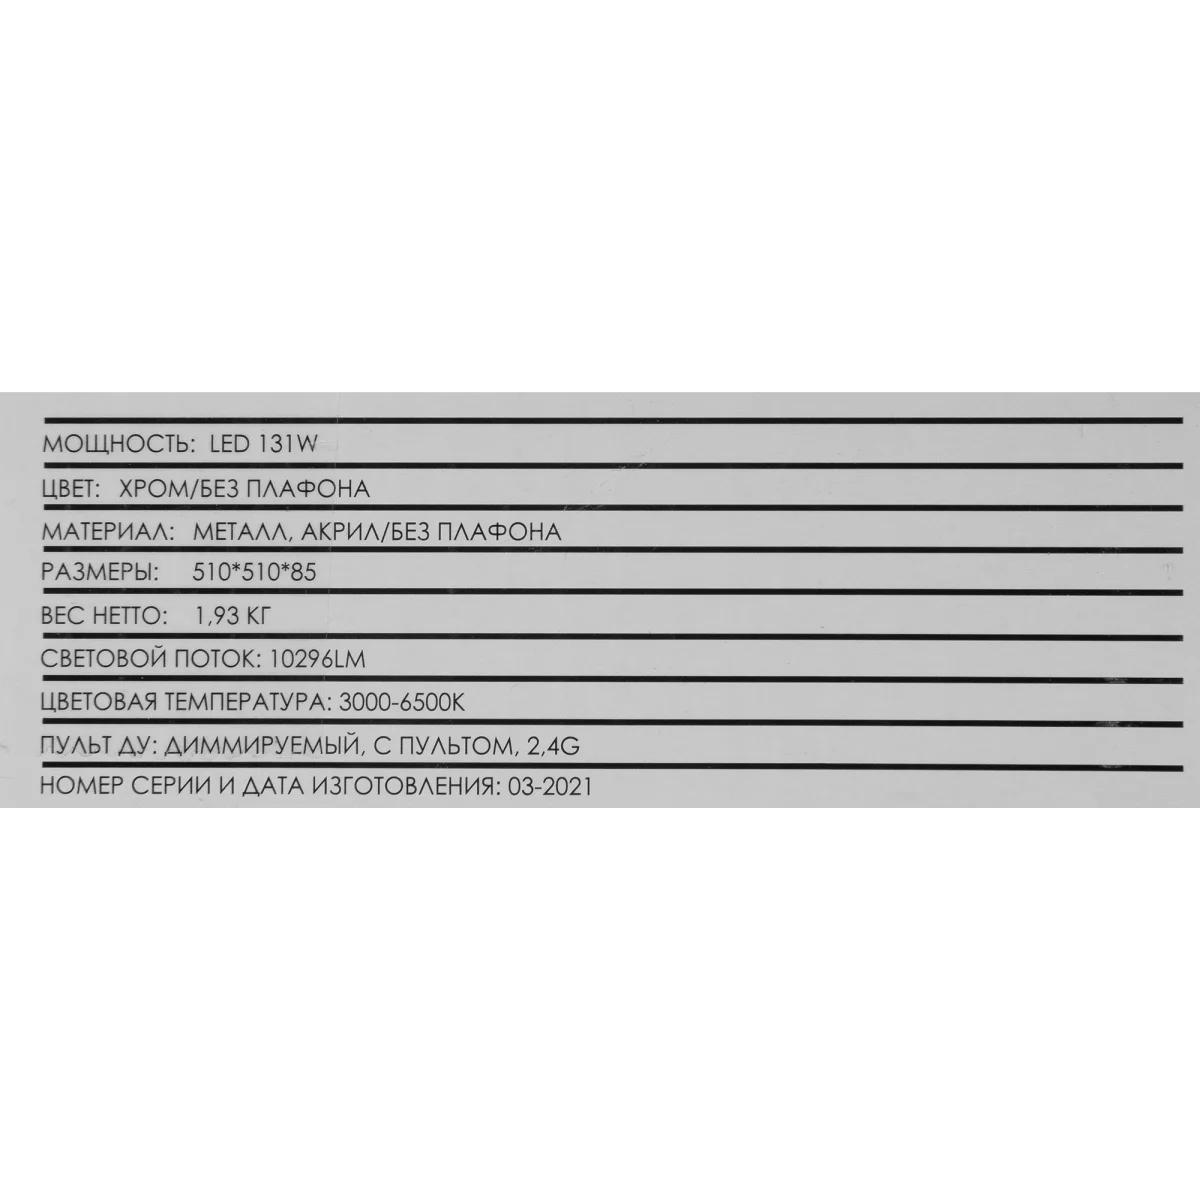 МОЩНОСТЬ: LED 131W
ЦВЕТ: ХРОМ/БЕЗ ПЛАФОНА
МАТЕРИАЛ: МЕТАЛЛ, АКРИЛ/БЕЗ ПЛАФОНА
РАЗМЕРЫ: 510*510*85
ВЕС НЕТТО: 1,93 КГ
СВЕТОВОЙ ПОТОК: 10296LM
ЦВЕТОВАЯ ТЕМПЕРАТУРА: 3000-6500К
ПУЛЬТ ДУ: ДИММИРУЕМЫЙ, С ПУЛЬТОМ, 2,4G
НОМЕР СЕРИИ И ДАТА ИЗГОТОВЛЕНИЯ: 03-2021